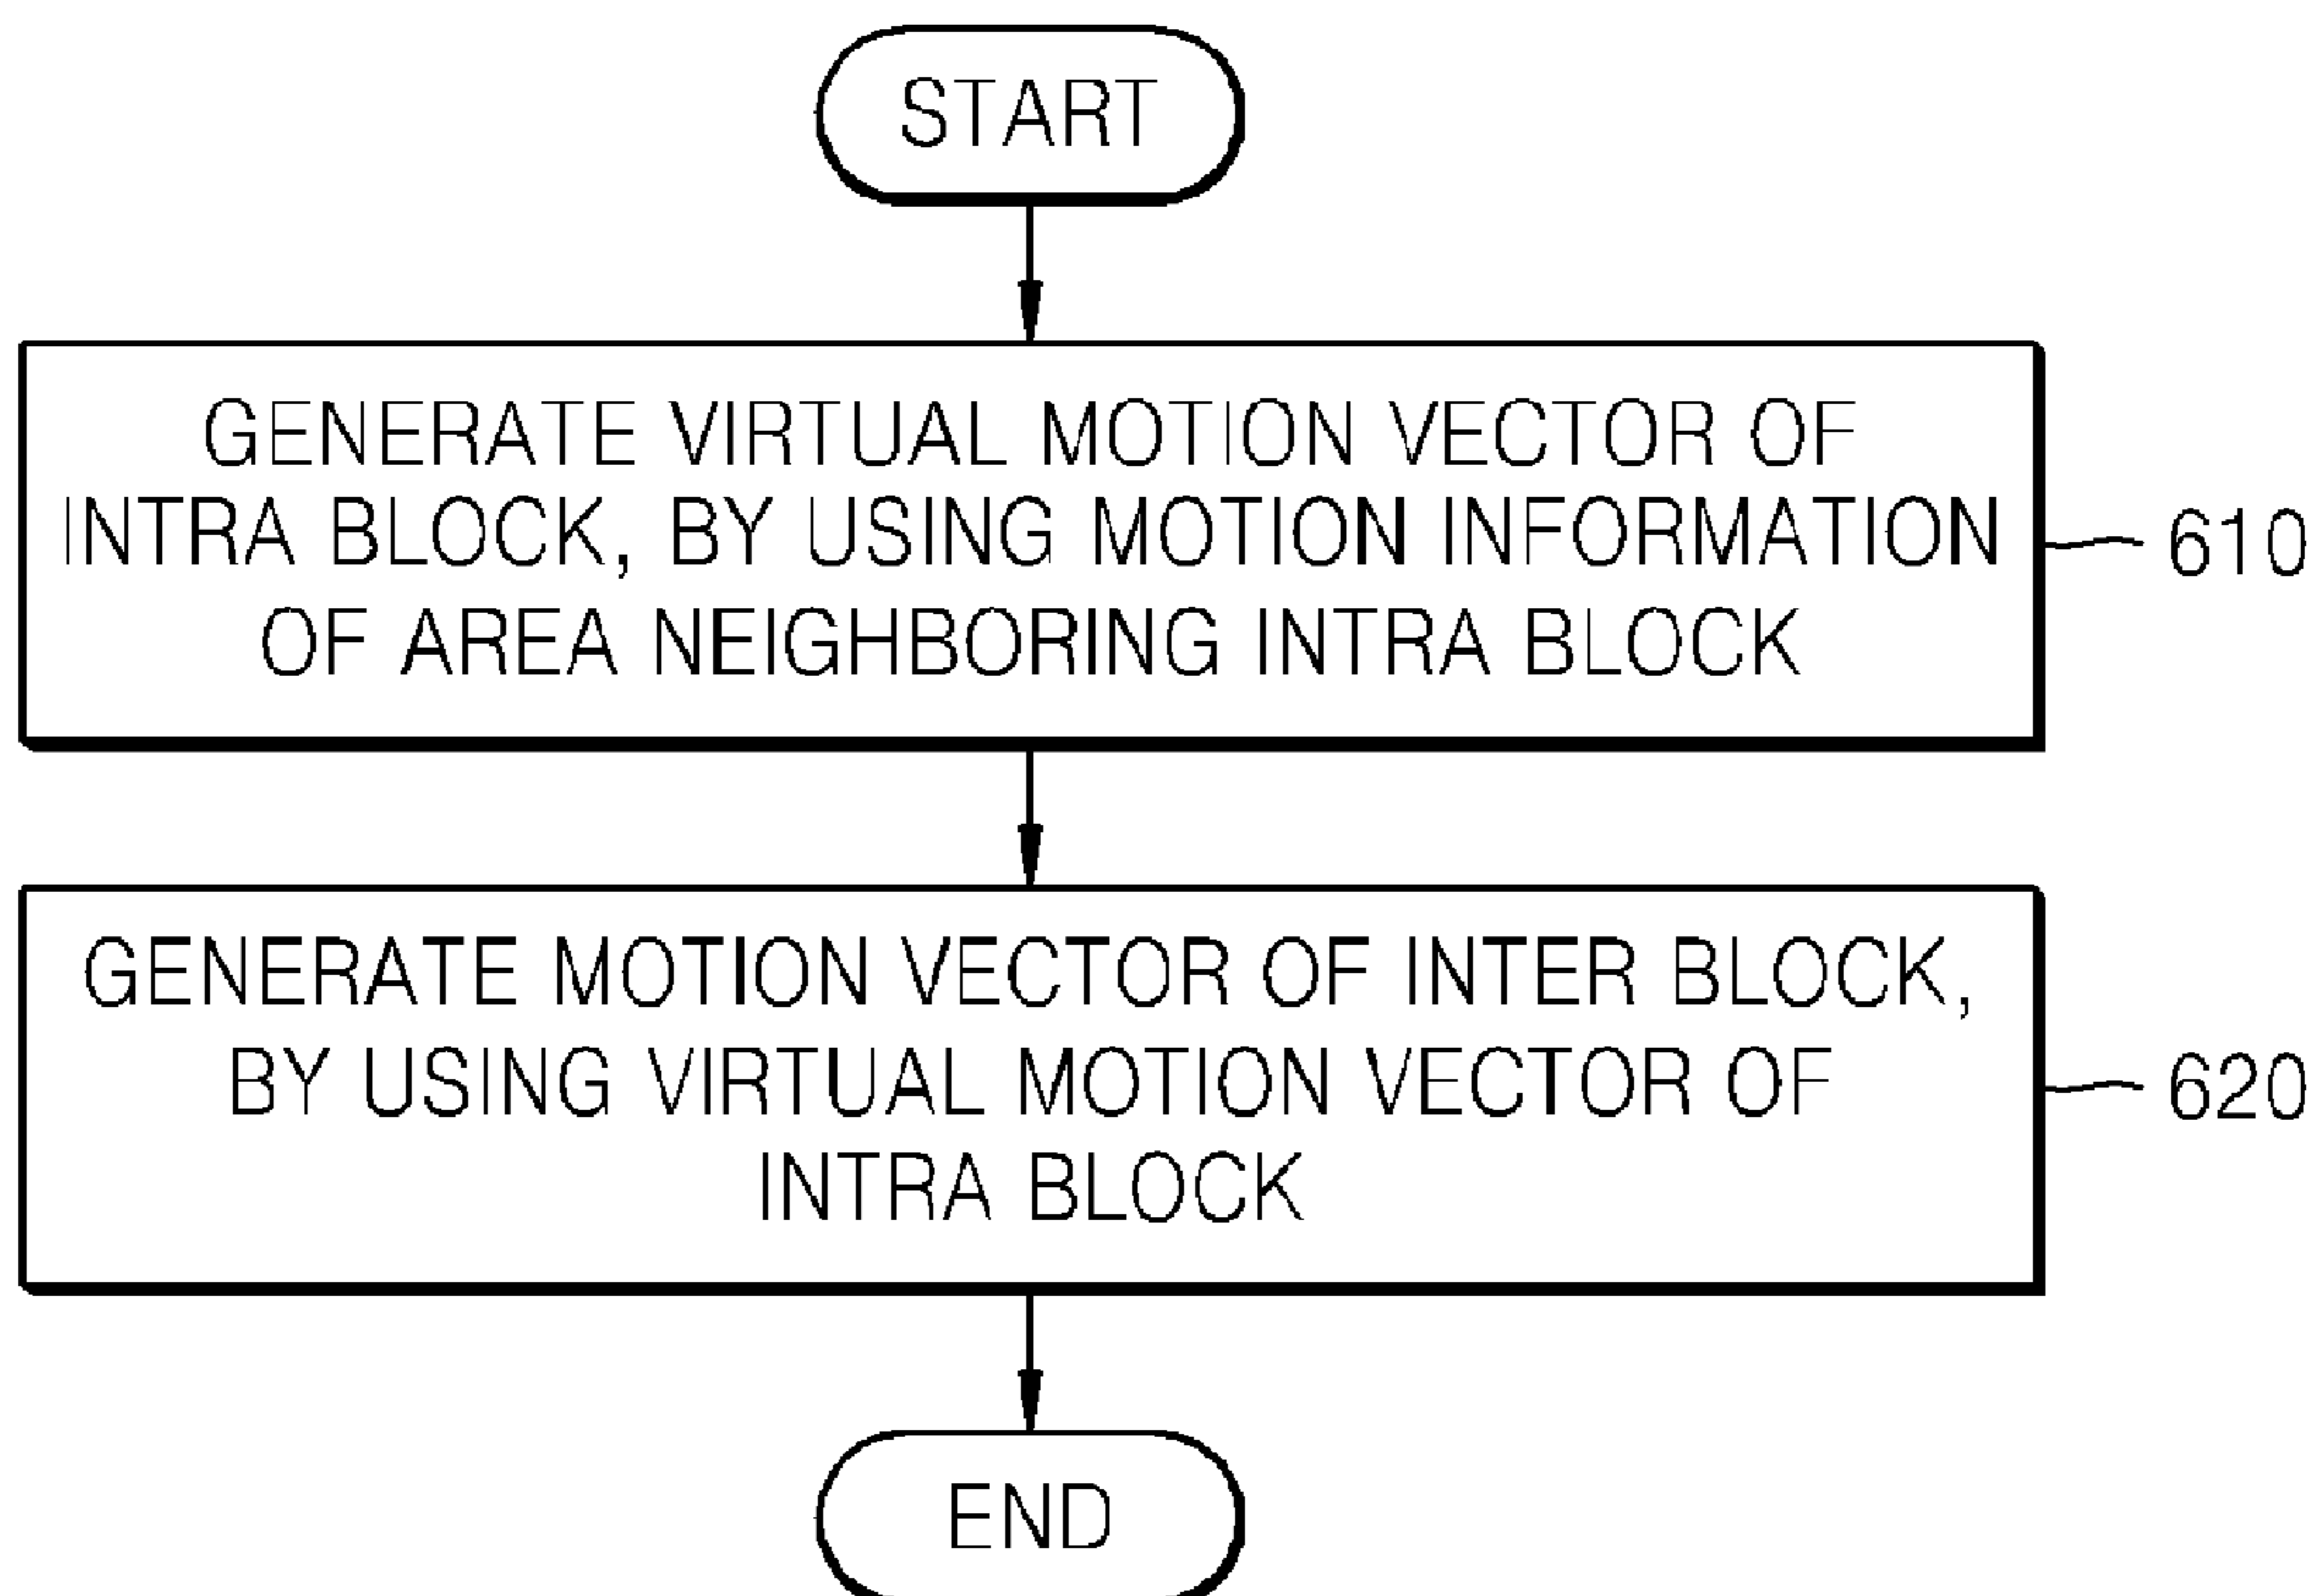 START
GENERATE VIRTUAL MOTION VECTOR OF
INTRA BLOCK, BY USING MOTION INFORMATION
OF AREA NEIGHBORING INTRA BLOCK
610
GENERATE MOTION VECTOR OF INTER BLOCK,
BY USING VIRTUAL MOTION VECTOR OF
INTRA BLOCK
620
END